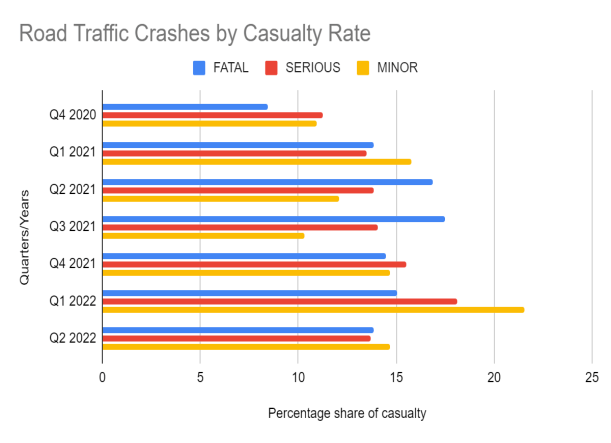 Road Traffic Crashes by Casualty Rate
FATAL SERIOUS MINOR
Quarters/Years
Q4 2020
Q1 2021
Q2 2021
Q3 2021
Q4 2021
Q1 2022
Q2 2022
0 5 10 15 20 25
Percentage share of casualty